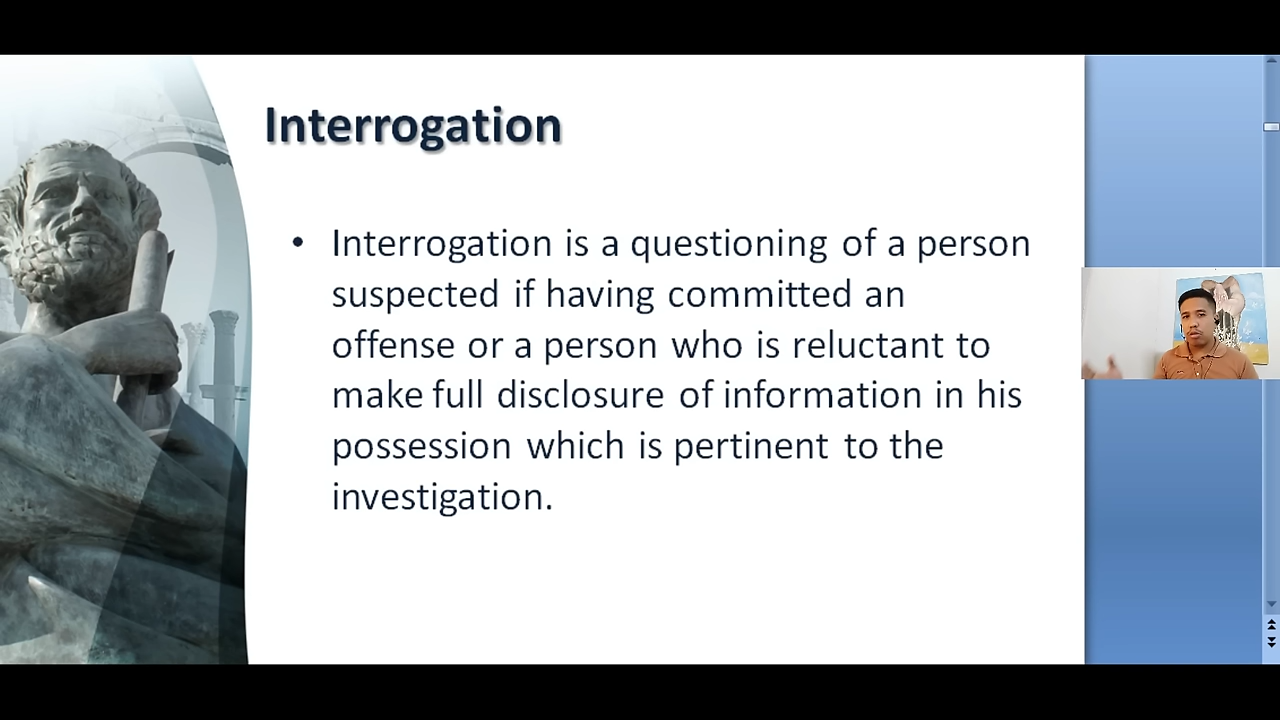 Interrogation
• Interrogation is a questioning of a person
suspected if having committed an
offense or a person who is reluctant to
make full disclosure of information in his
possession which is pertinent to the
investigation.